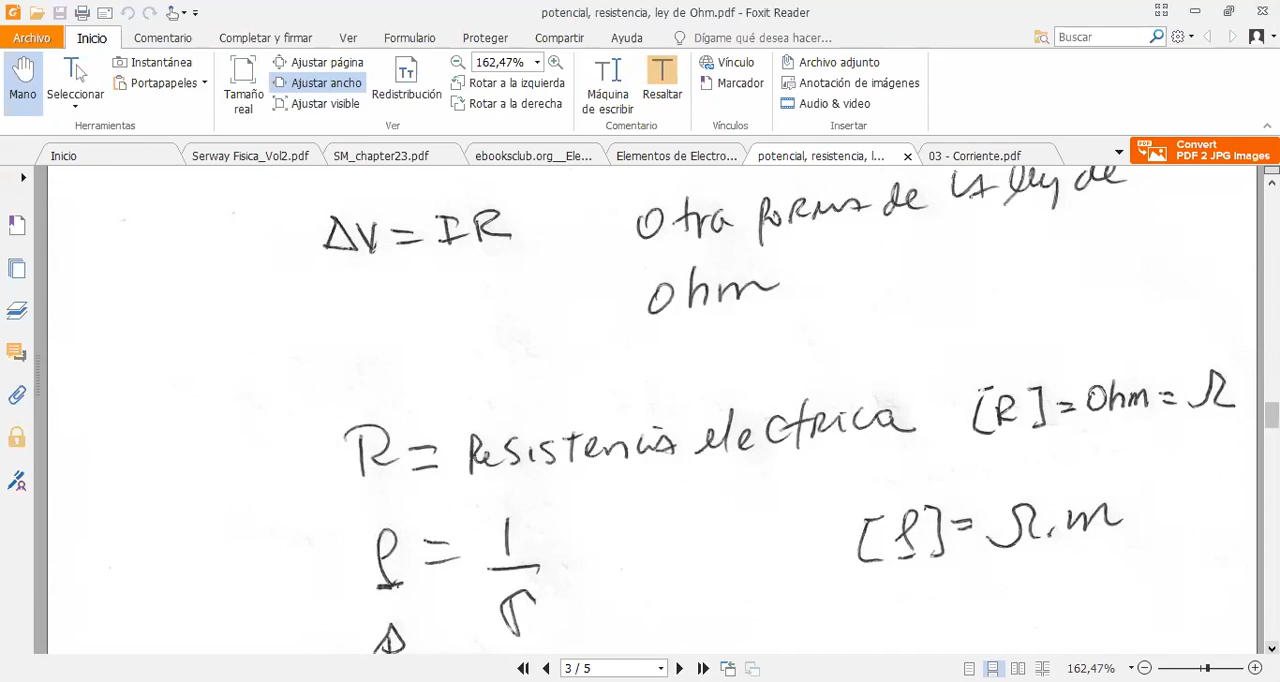 potencial, resistencia, ley de Ohm.pdf - Foxit Reader
Archivo Inicio Comentario Completar y firmar Ver Formulario Proteger Compartir Ayuda Dígame qué desea hacer... Buscar
Mano
Seleccionar
Instantánea
Portapapeles
Herramientas
Tamaño real
Ajustar página
Ajustar ancho
Ajustar visible
Redistribución
162,47%
Rotar a la izquierda
Rotar a la derecha
Ver
Máquina de escribir
Resaltar
Comentario
Vínculo
Marcador
Vínculos
Archivo adjunto
Anotación de imágenes
Audio & video
Insertar
Inicio Serway Fisica_Vol2.pdf SM_chapter23.pdf ebooksclub.org__Ele... Elementos de Electro... potencial, resistencia, l... 03 - Corriente.pdf
Convert
PDF 2 JPG Images
ΔV = IR Otra forma de la ley de
Ohm
R = Resistencia electrica [R] = Ohm = Ω
ρ = 1/σ [ρ] = Ω.m
3 / 5 162,47%